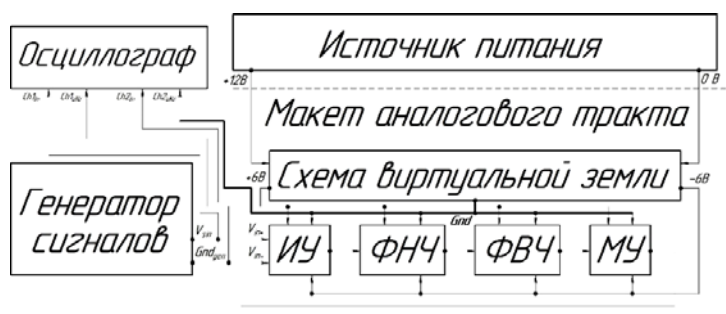 Источник питания
Осциллограф
+12В
0 В
Макет аналогового тракта
+6В
Схема виртуальной земли
-6В
Генератор
сигналов
Gnd
ИУ
ФНЧ
ФВЧ
МУ